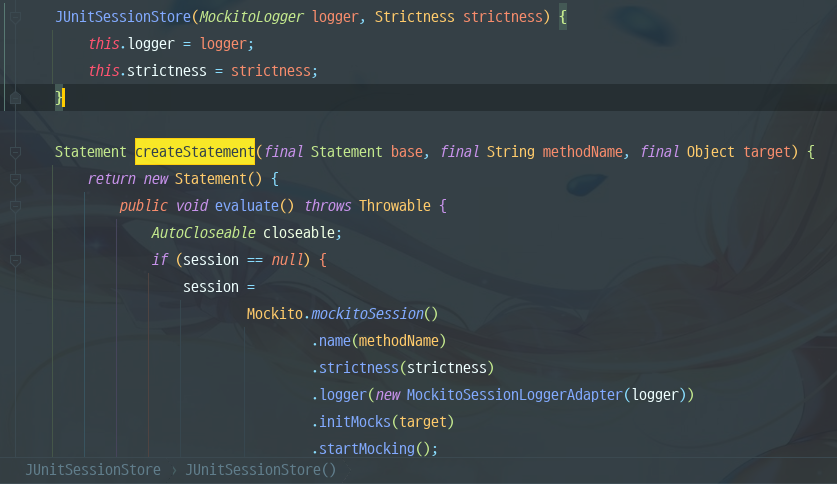 JUnitSessionStore(MockitoLogger logger, Strictness strictness) {
this.logger = logger;
this.strictness = strictness;
}
Statement createStatement(final Statement base, final String methodName, final Object target) {
return new Statement() {
public void evaluate() throws Throwable {
AutoCloseable closeable;
if (session == null) {
session =
Mockito.mockitoSession()
.name(methodName)
.strictness(strictness)
.logger(new MockitoSessionLoggerAdapter(logger))
.initMocks(target)
.startMocking();
JUnitSessionStore › JUnitSessionStore()